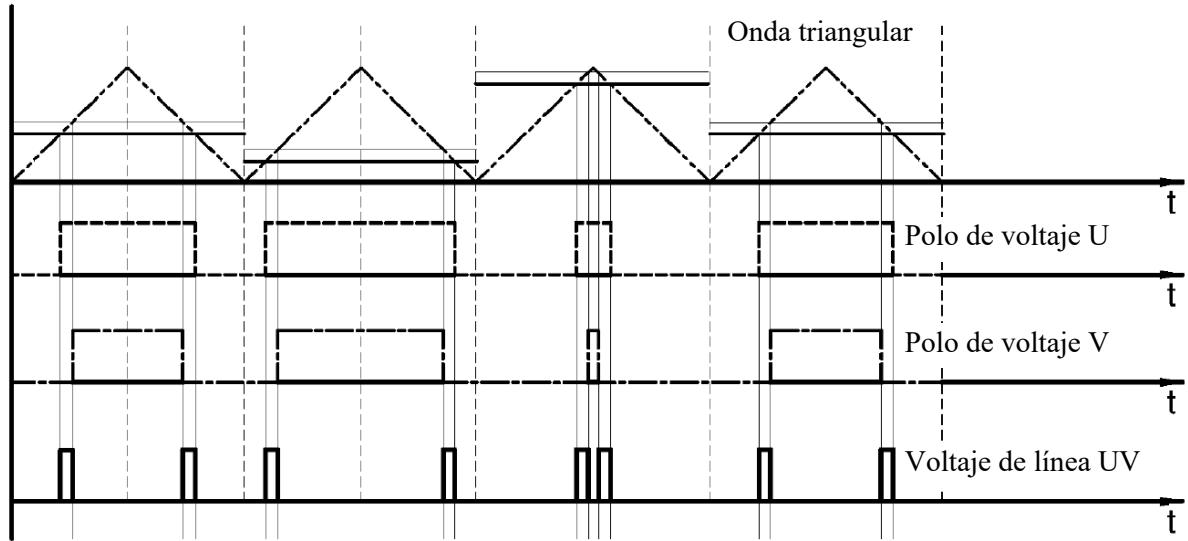 Onda triangular
t
Polo de voltaje U
t
Polo de voltaje V
t
Voltaje de línea UV
t